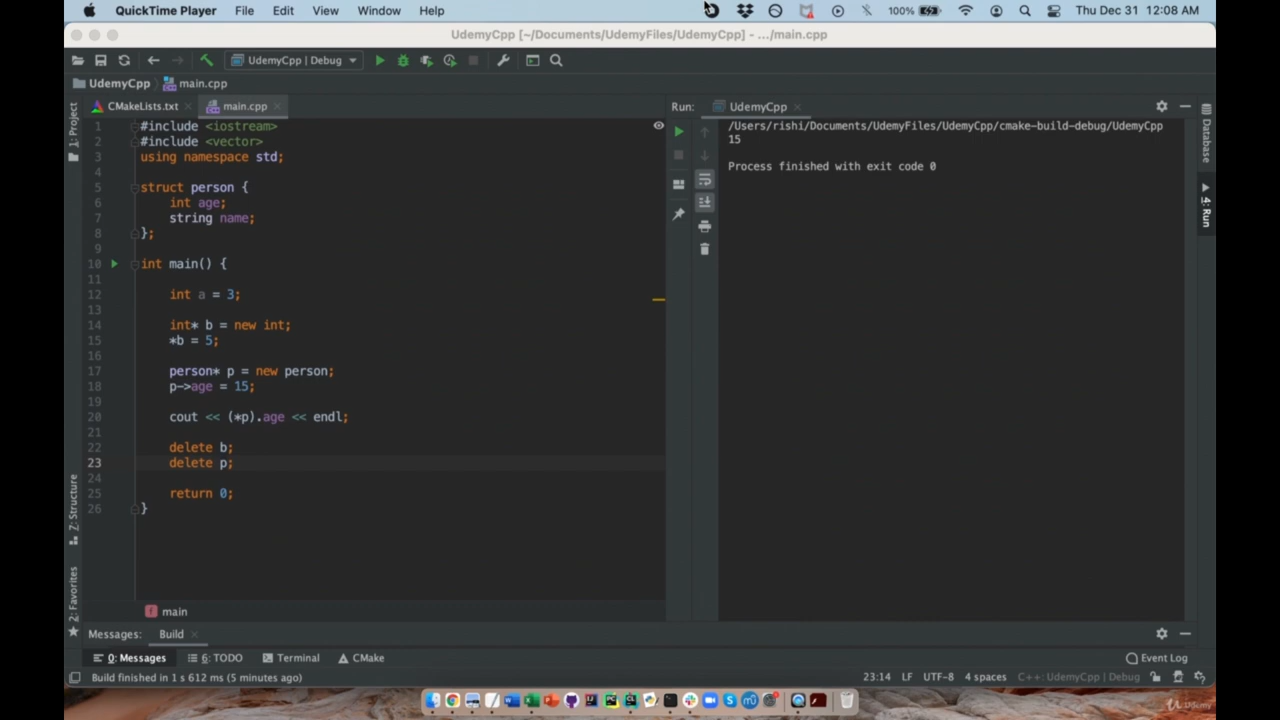 QuickTime Player File Edit View Window Help 100% Thu Dec 31 12:08 AM
UdemyCpp [~/Documents/UdemyFiles/UdemyCpp] - .../main.cpp
UdemyCpp | Debug
UdemyCpp main.cpp
1: Project
CMakeLists.txt main.cpp
1 #include <iostream>
2 #include <vector>
3 using namespace std;
4
5 struct person {
6 int age;
7 string name;
8 };
9
10 int main() {
11
12 int a = 3;
13
14 int* b = new int;
15 *b = 5;
16
17 person* p = new person;
18 p->age = 15;
19
20 cout << (*p).age << endl;
21
22 delete b;
23 delete p;
24
25 return 0;
26 }
main
Run: UdemyCpp
/Users/rishi/Documents/UdemyFiles/UdemyCpp/cmake-build-debug/UdemyCpp
15
Process finished with exit code 0
Database
4: Run
7: Structure
2: Favorites
Messages: Build
0: Messages 6: TODO Terminal CMake Event Log
Build finished in 1 s 612 ms (5 minutes ago) 23:14 LF UTF-8 4 spaces C++: UdemyCpp | Debug
Udemy